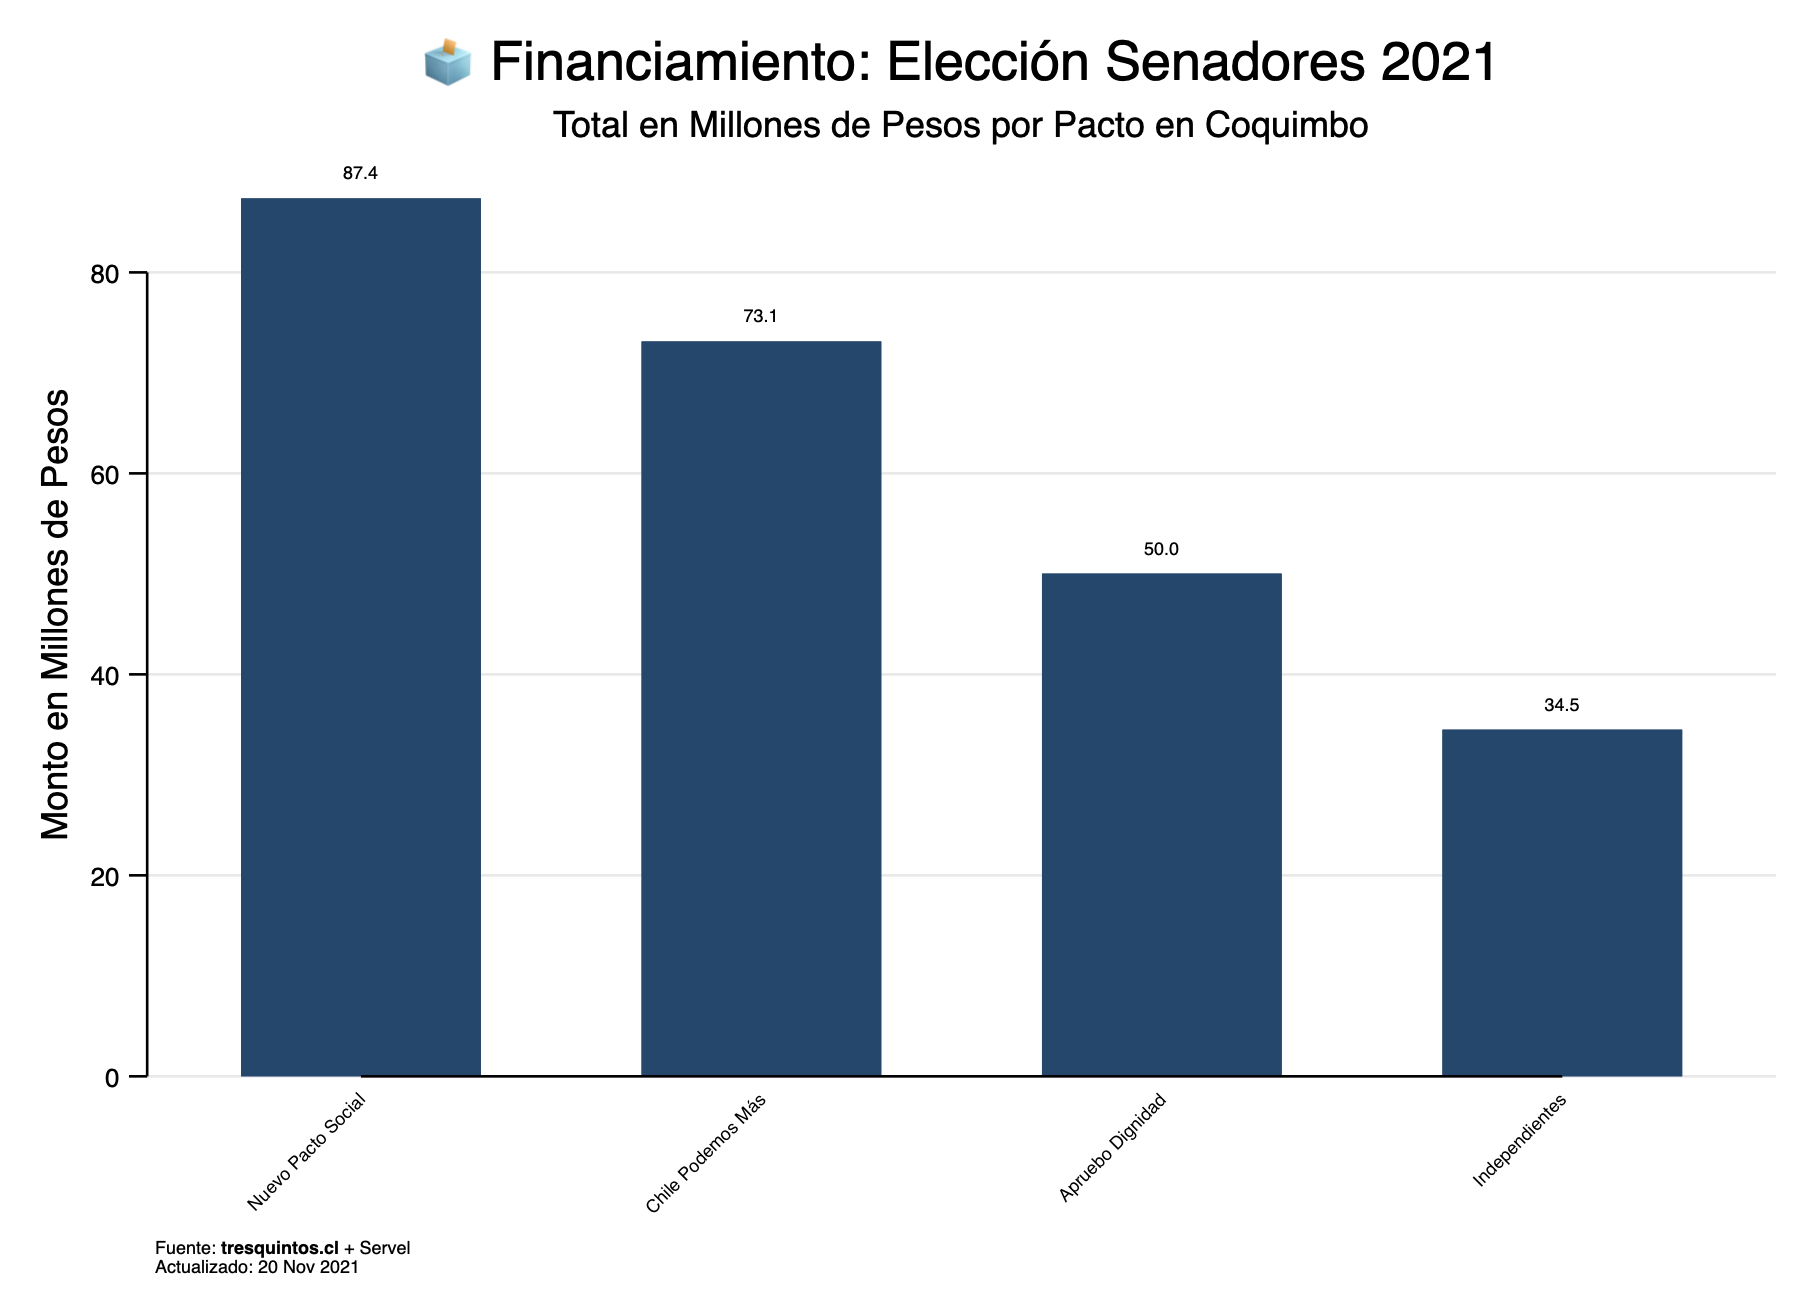 Financiamiento: Elección Senadores 2021
Total en Millones de Pesos por Pacto en Coquimbo
Monto en Millones de Pesos
80
60
40
20
0
87.4
73.1
50.0
34.5
Nuevo Pacto Social
Chile Podemos Más
Apruebo Dignidad
Independientes
Fuente: tresquintos.cl + Servel
Actualizado: 20 Nov 2021